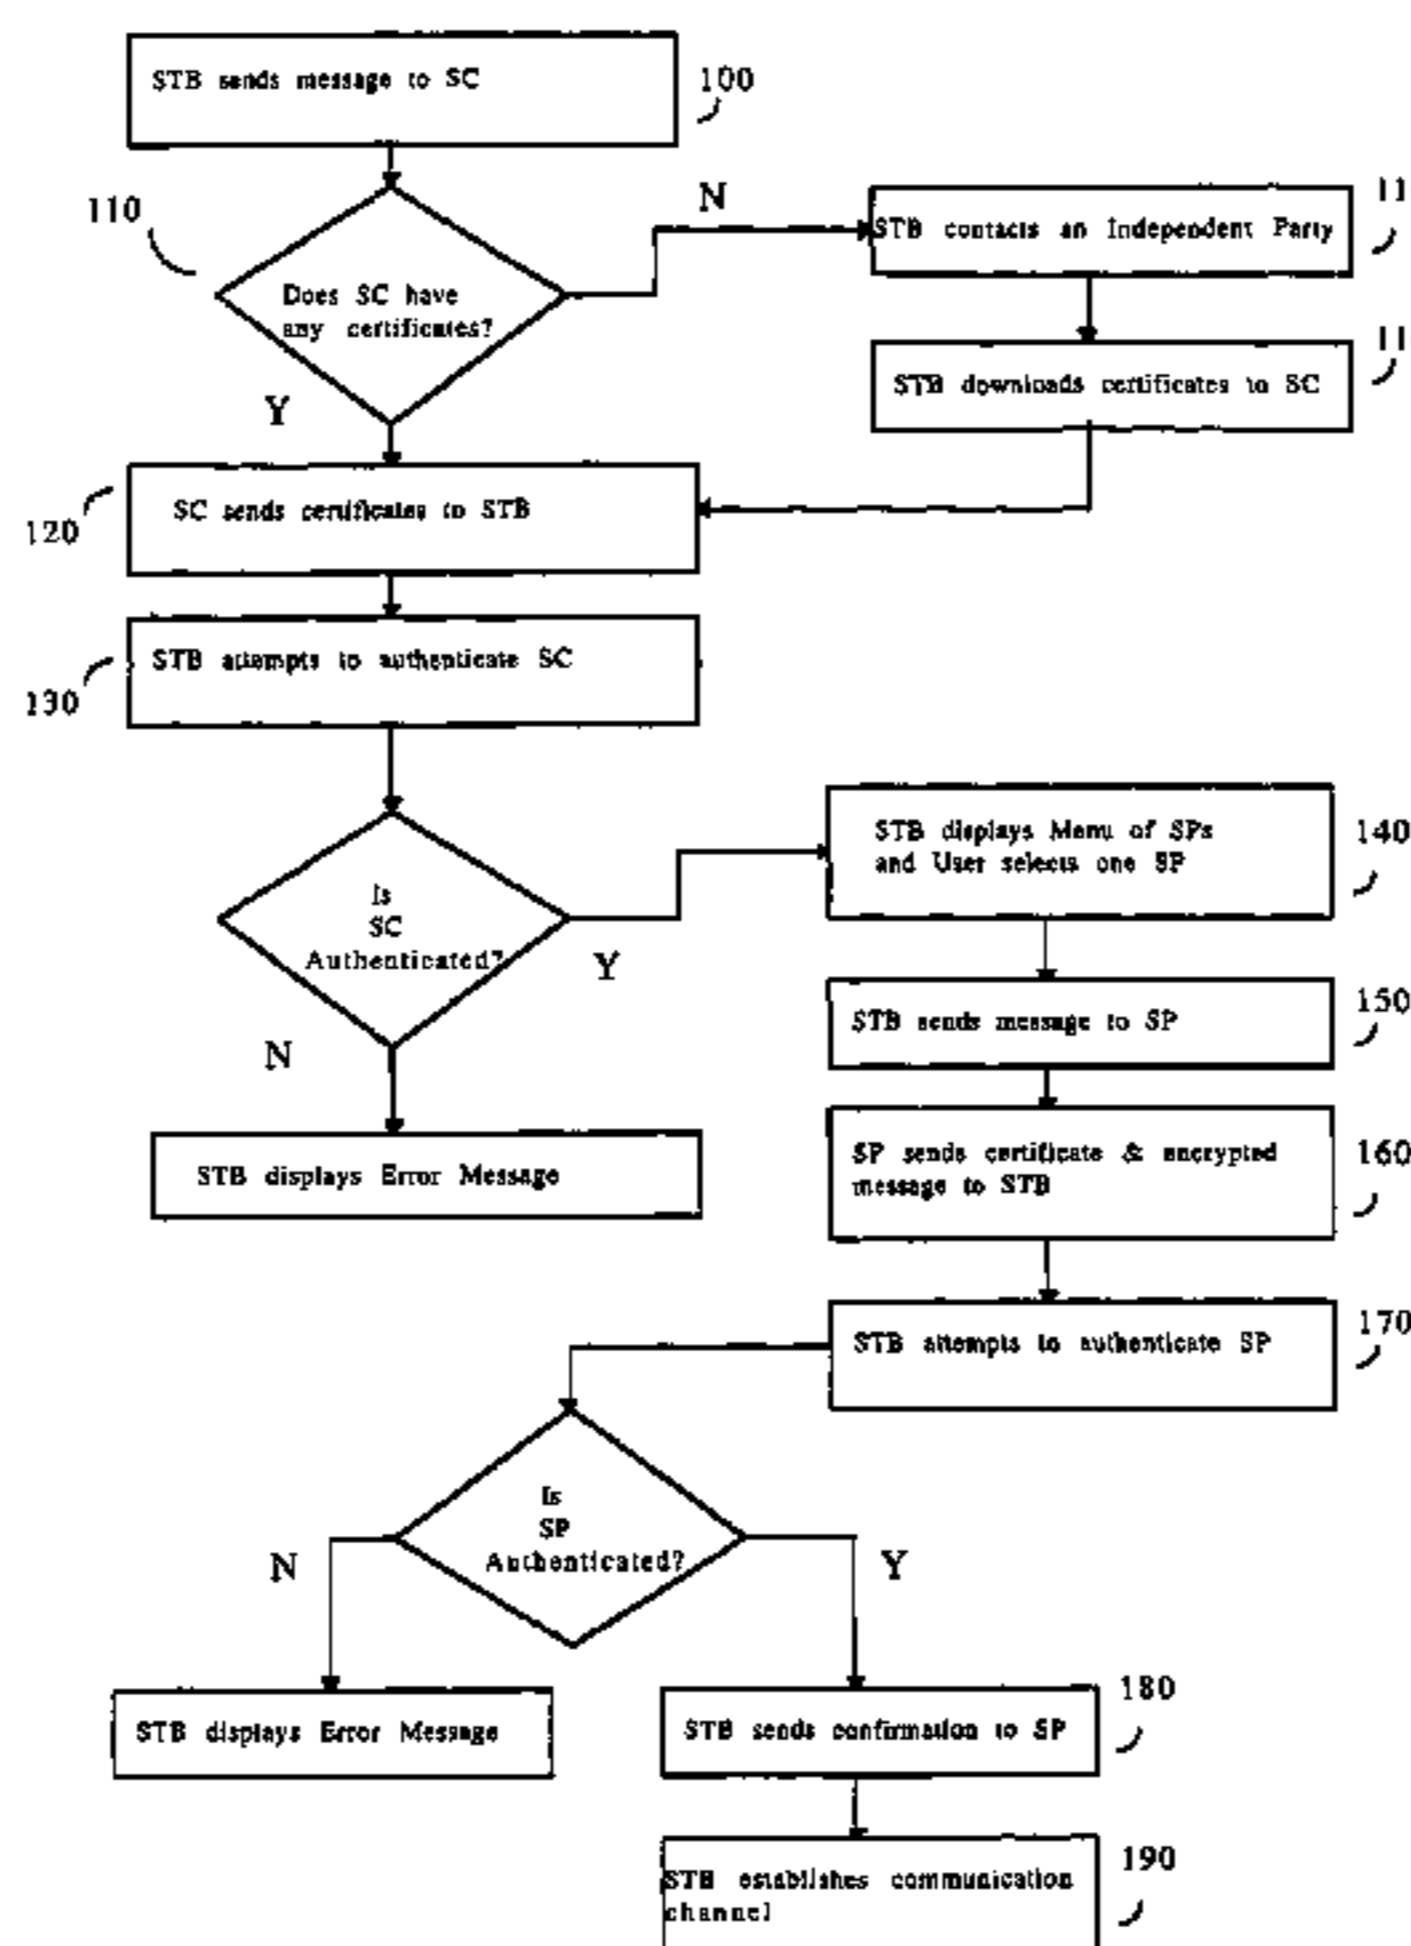 STB sends message to SC
100
110
N
STB contacts an Independent Party
11
Does SC have
any certificates?
STB downloads certificates to SC
11
Y
SC sends certificates to STB
120
STB attempts to authenticate SC
130
STB displays Menu of SPs
and User selects one SP
140
Is
SC
Authenticated?
Y
N
STB sends message to SP
150
STB displays Error Message
SP sends certificate & encrypted
message to STB
160
STB attempts to authenticate SP
170
Is
SP
Authenticated?
N
Y
STB displays Error Message
STB sends confirmation to SP
180
STB establishes communication
channel
190